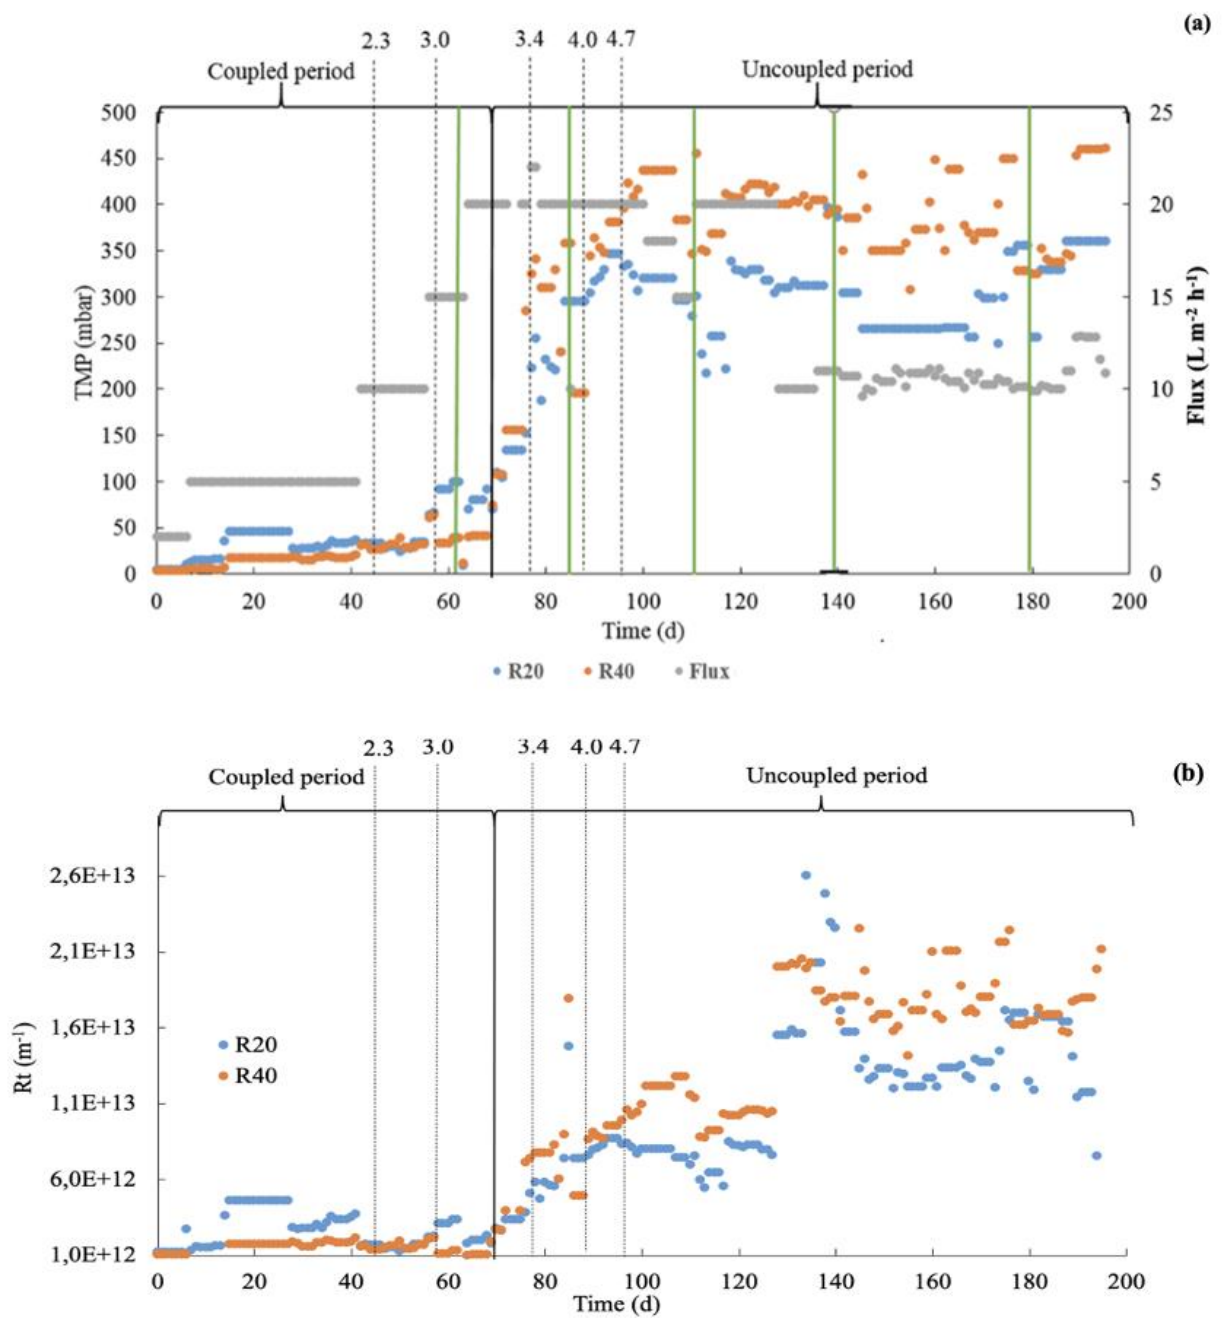 (a)
2.3 3.0 3.4 4.0 4.7
Coupled period Uncoupled period
500 25
450
400 20
350
300 15
250
200 10
150
100 5
50
0 0
TMP (mbar)
Flux (L m⁻² h⁻¹)
0 20 40 60 80 100 120 140 160 180 200
Time (d)
R20 R40 Flux
2.3 3.0 3.4 4.0 4.7
(b)
Coupled period Uncoupled period
2,6E+13
2,1E+13
1,6E+13
1,1E+13
6,0E+12
1,0E+12
Rt (m⁻¹)
R20
R40
0 20 40 60 80 100 120 140 160 180 200
Time (d)